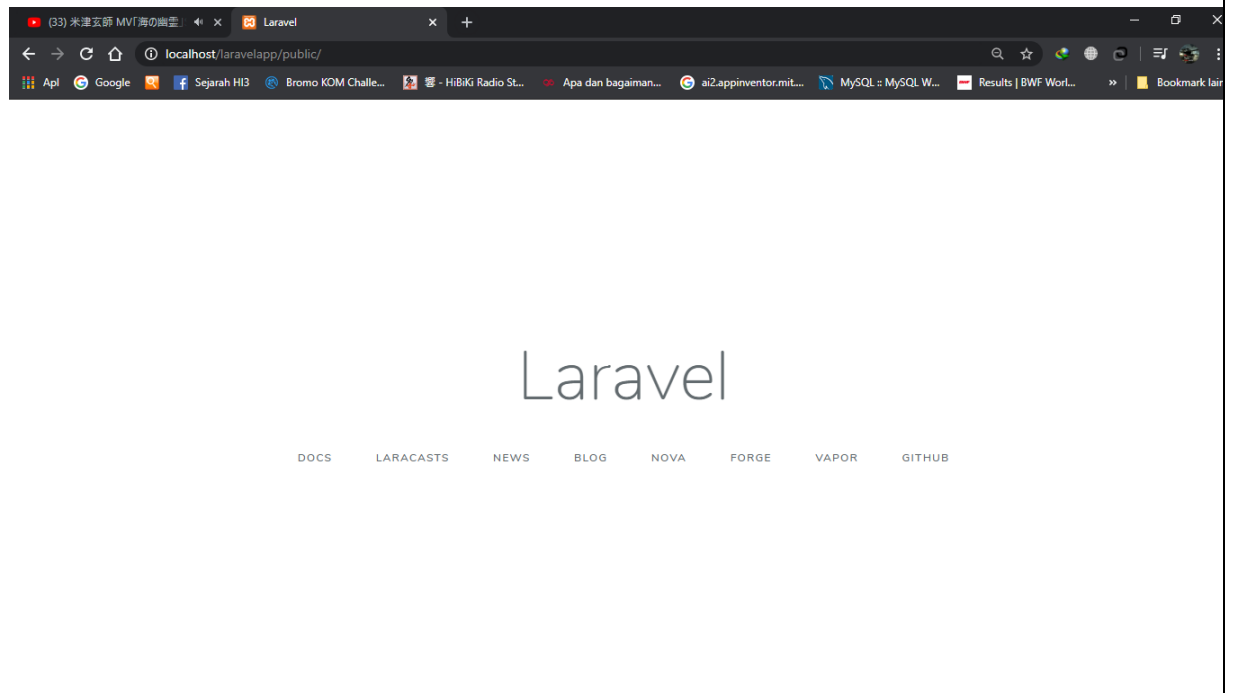 (33) 米津玄師 MV「海の幽霊」
Laravel
localhost/laravelapp/public/
Apl Google Sejarah HI3 Bromo KOM Challe... 響 - HiBiKi Radio St... Apa dan bagaiman... ai2.appinventor.mit.... MySQL :: MySQL W... Results | BWF Worl... » Bookmark lain
Laravel
DOCS LARACASTS NEWS BLOG NOVA FORGE VAPOR GITHUB